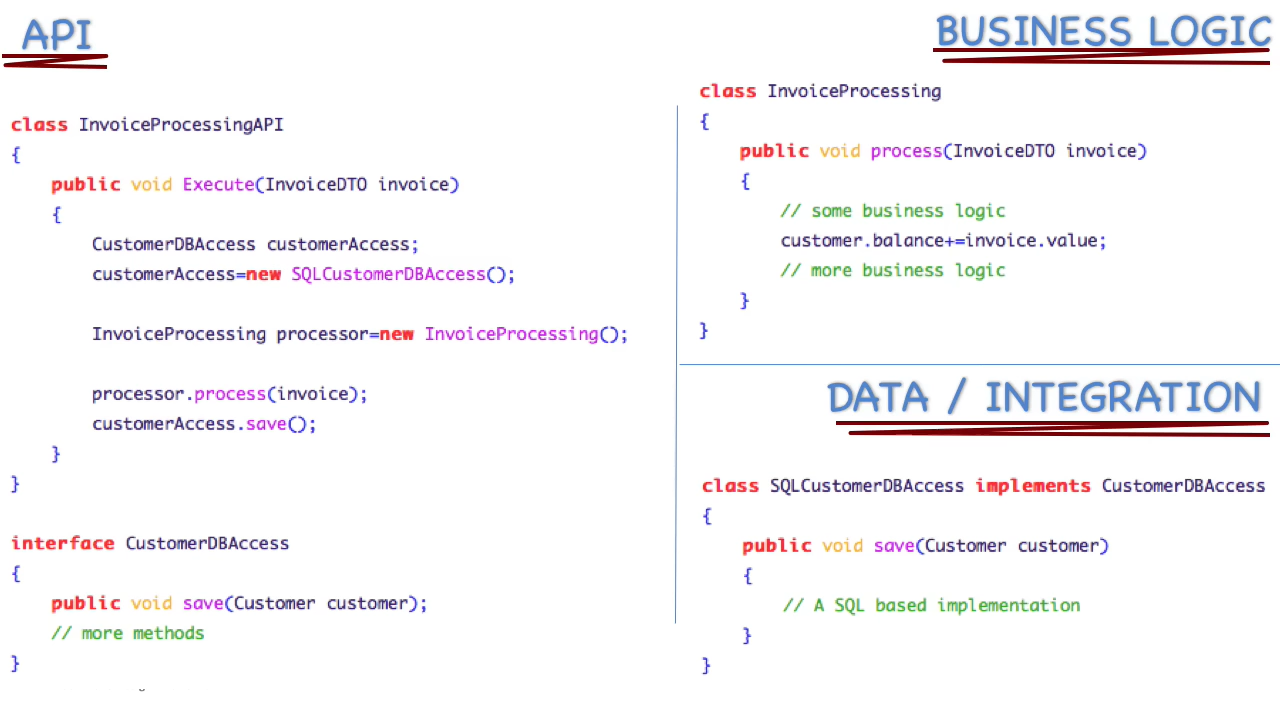 API
class InvoiceProcessingAPI
{
    public void Execute(InvoiceDTO invoice)
    {
        CustomerDBAccess customerAccess;
        customerAccess=new SQLCustomerDBAccess();
        InvoiceProcessing processor=new InvoiceProcessing();
        processor.process(invoice);
        customerAccess.save();
    }
}
interface CustomerDBAccess
{
    public void save(Customer customer);
    // more methods
}
BUSINESS LOGIC
class InvoiceProcessing
{
    public void process(InvoiceDTO invoice)
    {
        // some business logic
        customer.balance+=invoice.value;
        // more business logic
    }
}
DATA / INTEGRATION
class SQLCustomerDBAccess implements CustomerDBAccess
{
    public void save(Customer customer)
    {
        // A SQL based implementation
    }
}